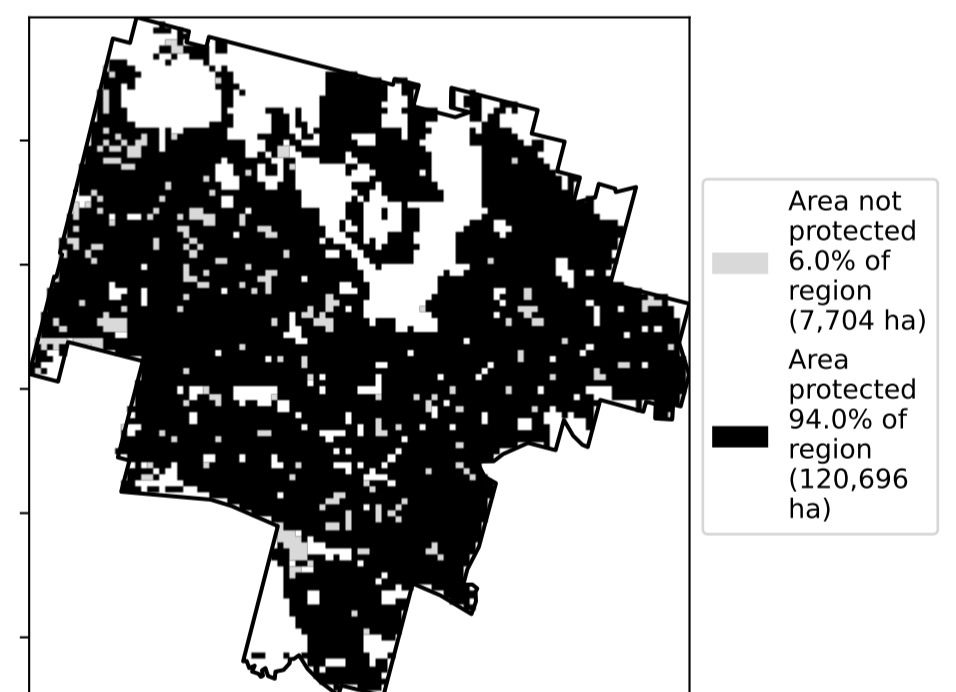 Area not
protected
6.0% of
region
(7,704 ha)
Area
protected
94.0% of
region
(120,696
ha)